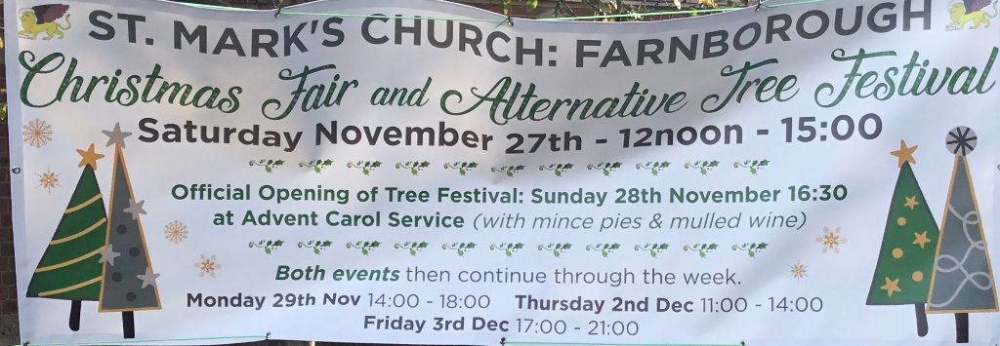 ST. MARK'S CHURCH: FARNBOROUGH
Christmas Fair and Alternative Tree Festival
Saturday November 27th - 12noon - 15:00
Official Opening of Tree Festival: Sunday 28th November 16:30
at Advent Carol Service (with mince pies & mulled wine)
Both events then continue through the week.
Monday 29th Nov 14:00 - 18:00 Thursday 2nd Dec 11:00 - 14:00
Friday 3rd Dec 17:00 - 21:00